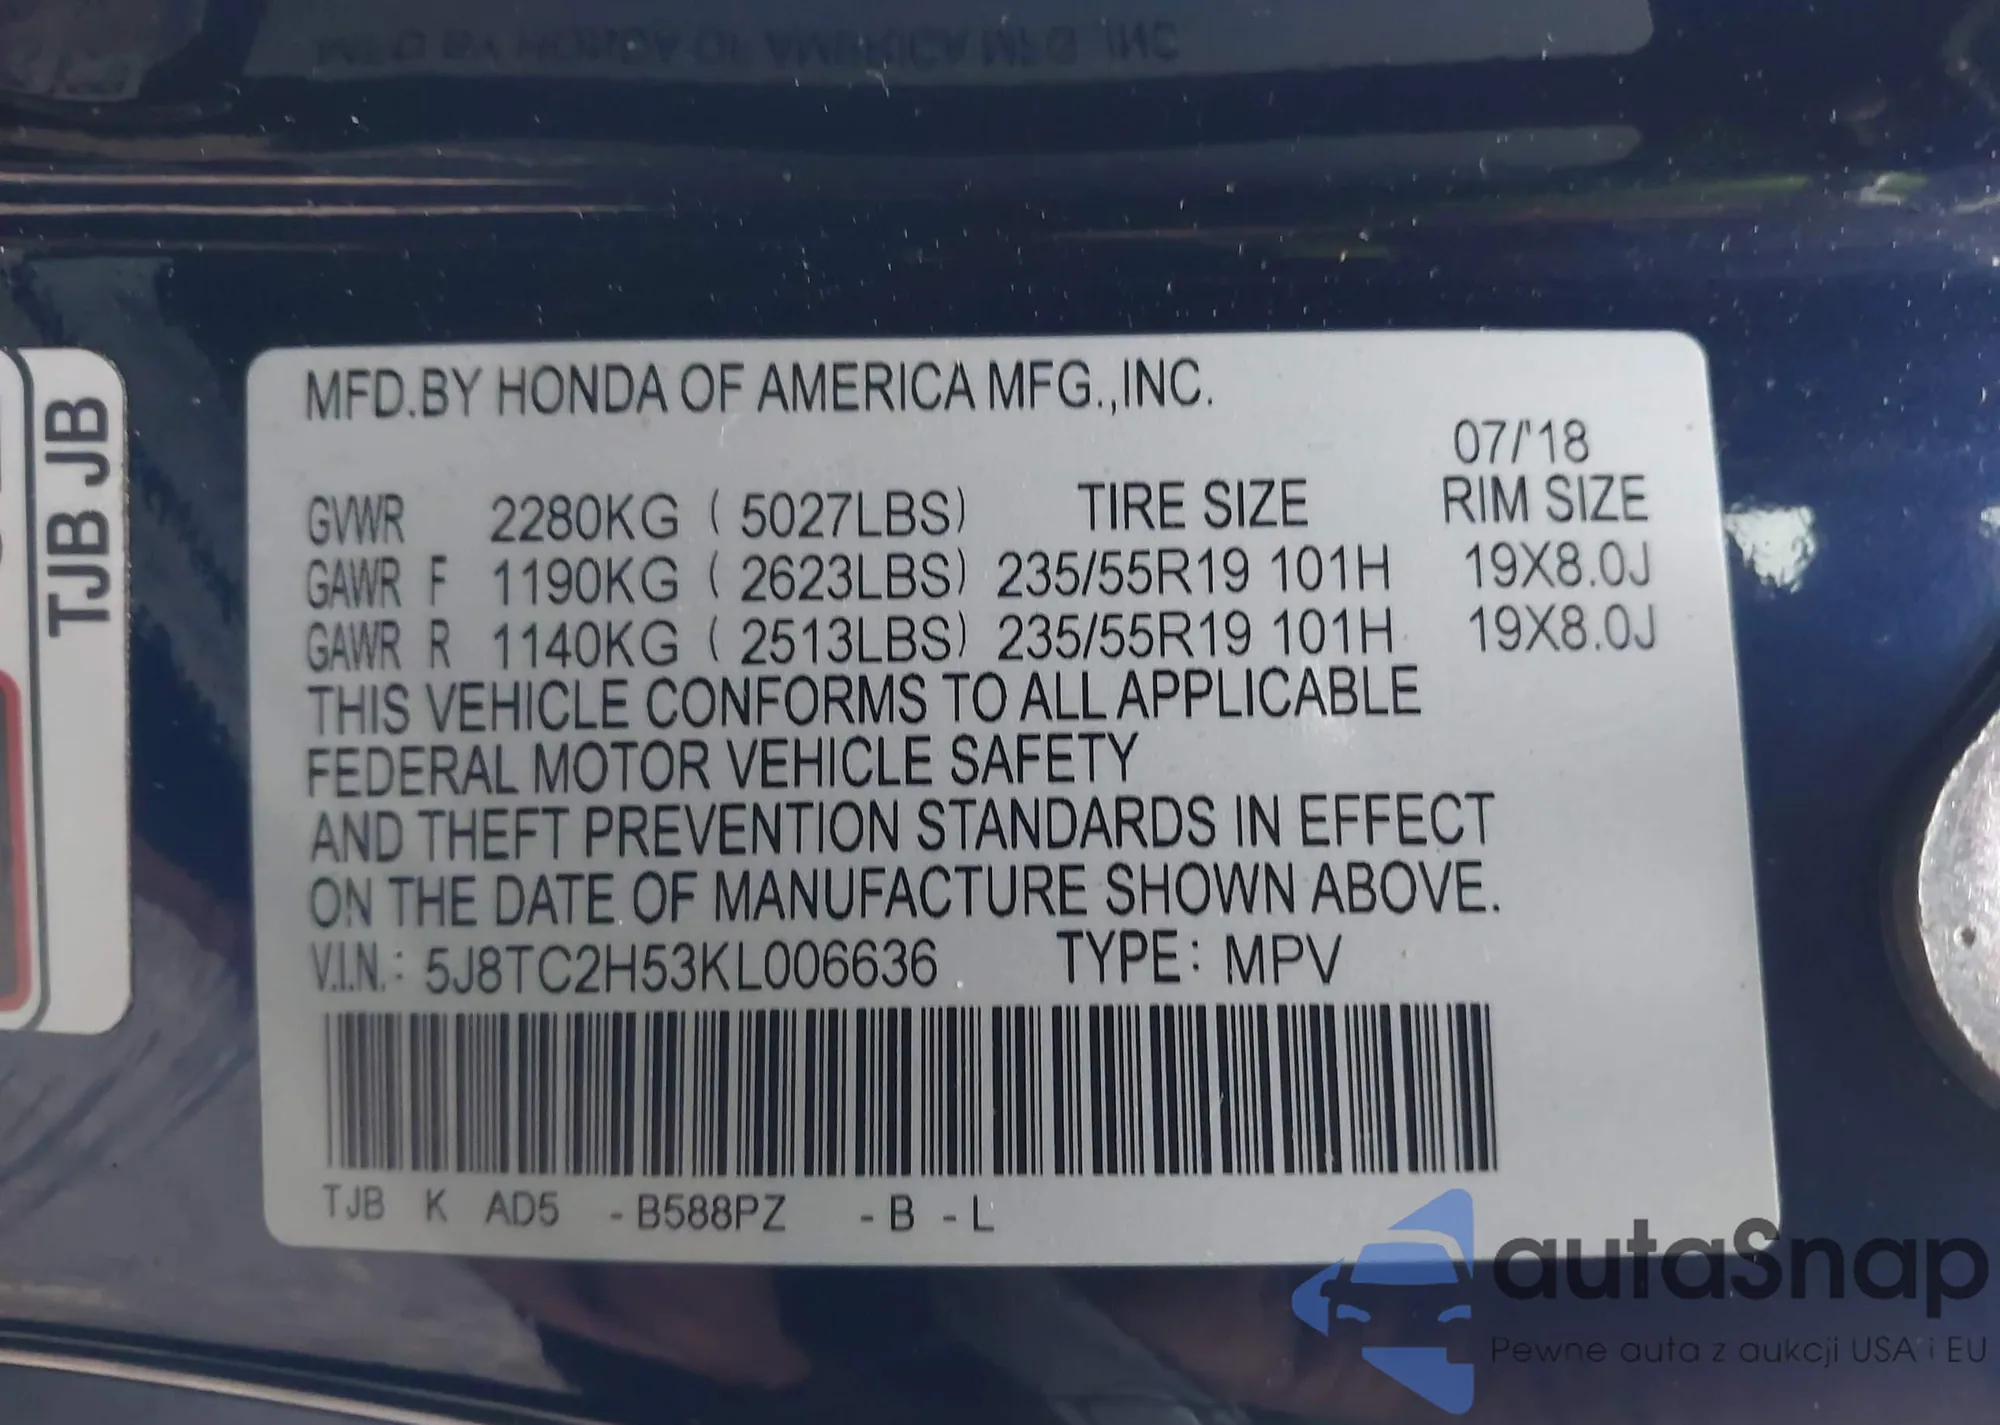 MFD.BY HONDA OF AMERICA MFG.,INC.
07/'18
GVWR 2280KG ( 5027LBS) TIRE SIZE RIM SIZE
GAWR F 1190KG ( 2623LBS) 235/55R19 101H 19X8.0J
GAWR R 1140KG ( 2513LBS) 235/55R19 101H 19X8.0J
THIS VEHICLE CONFORMS TO ALL APPLICABLE
FEDERAL MOTOR VEHICLE SAFETY
AND THEFT PREVENTION STANDARDS IN EFFECT
ON THE DATE OF MANUFACTURE SHOWN ABOVE.
V.I.N.: 5J8TC2H53KL006636 TYPE: MPV
TJB K AD5 -B588PZ -B -L
TJB JB
autaSnap
Pewne auta z aukcji USA i EU